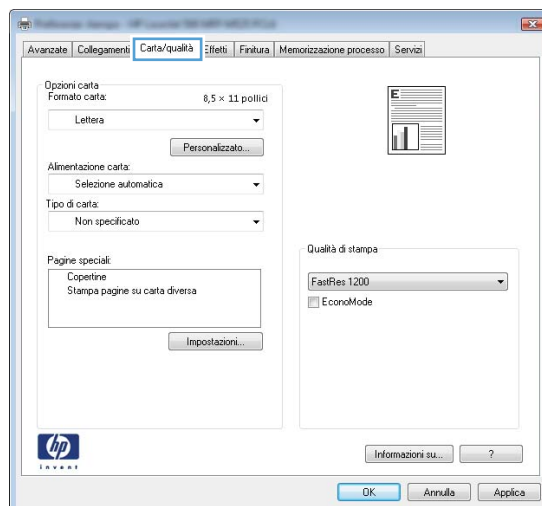 Avanzate Collegamenti Carta/qualità Effetti Finitura Memorizzazione processo Servizi
Opzioni carta
Formato carta:
8,5 × 11 pollici
Lettera
Personalizzato...
Alimentazione carta:
Selezione automatica
Tipo di carta:
Non specificato
Pagine speciali:
Copertine
Stampa pagine su carta diversa
Impostazioni...
E
Qualità di stampa
FastRes 1200
EconoMode
hp
invent
Informazioni su... ?
OK Annulla Applica